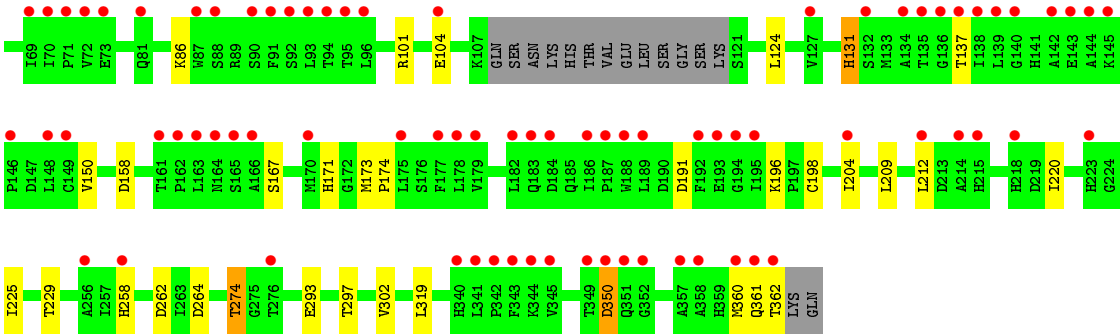 I69 I70 P71 V72 E73 Q81 K86 W87 S88 R89 S90 F91 S92 L93 T94 T95 L96 R101 E104 K107 GLN SER ASN LYS HIS THR VAL GLU LEU SER GLY SER LYS S121 L124 V127 H131 S132 M133 A134 T135 G136 T137 I138 L139 G140 H141 A142 E143 A144 K145
P146 D147 L148 C149 V150 D158 T161 P162 L163 N164 S165 A166 S167 M170 H171 G172 M173 P174 L175 S176 F177 L178 V179 L182 Q183 D184 Q185 I186 P187 W188 L189 D190 D191 F192 E193 G194 I195 K196 P197 C198 I204 L209 L212 D213 A214 H215 H218 D219 I220 H223 G224
I225 T229 A256 I257 H258 D262 I263 D264 T274 G275 T276 E293 T297 V302 L319 H340 L341 P342 F343 K344 V345 T349 D350 Q351 G352 A357 A358 H359 M360 Q361 T362 LYS GLN